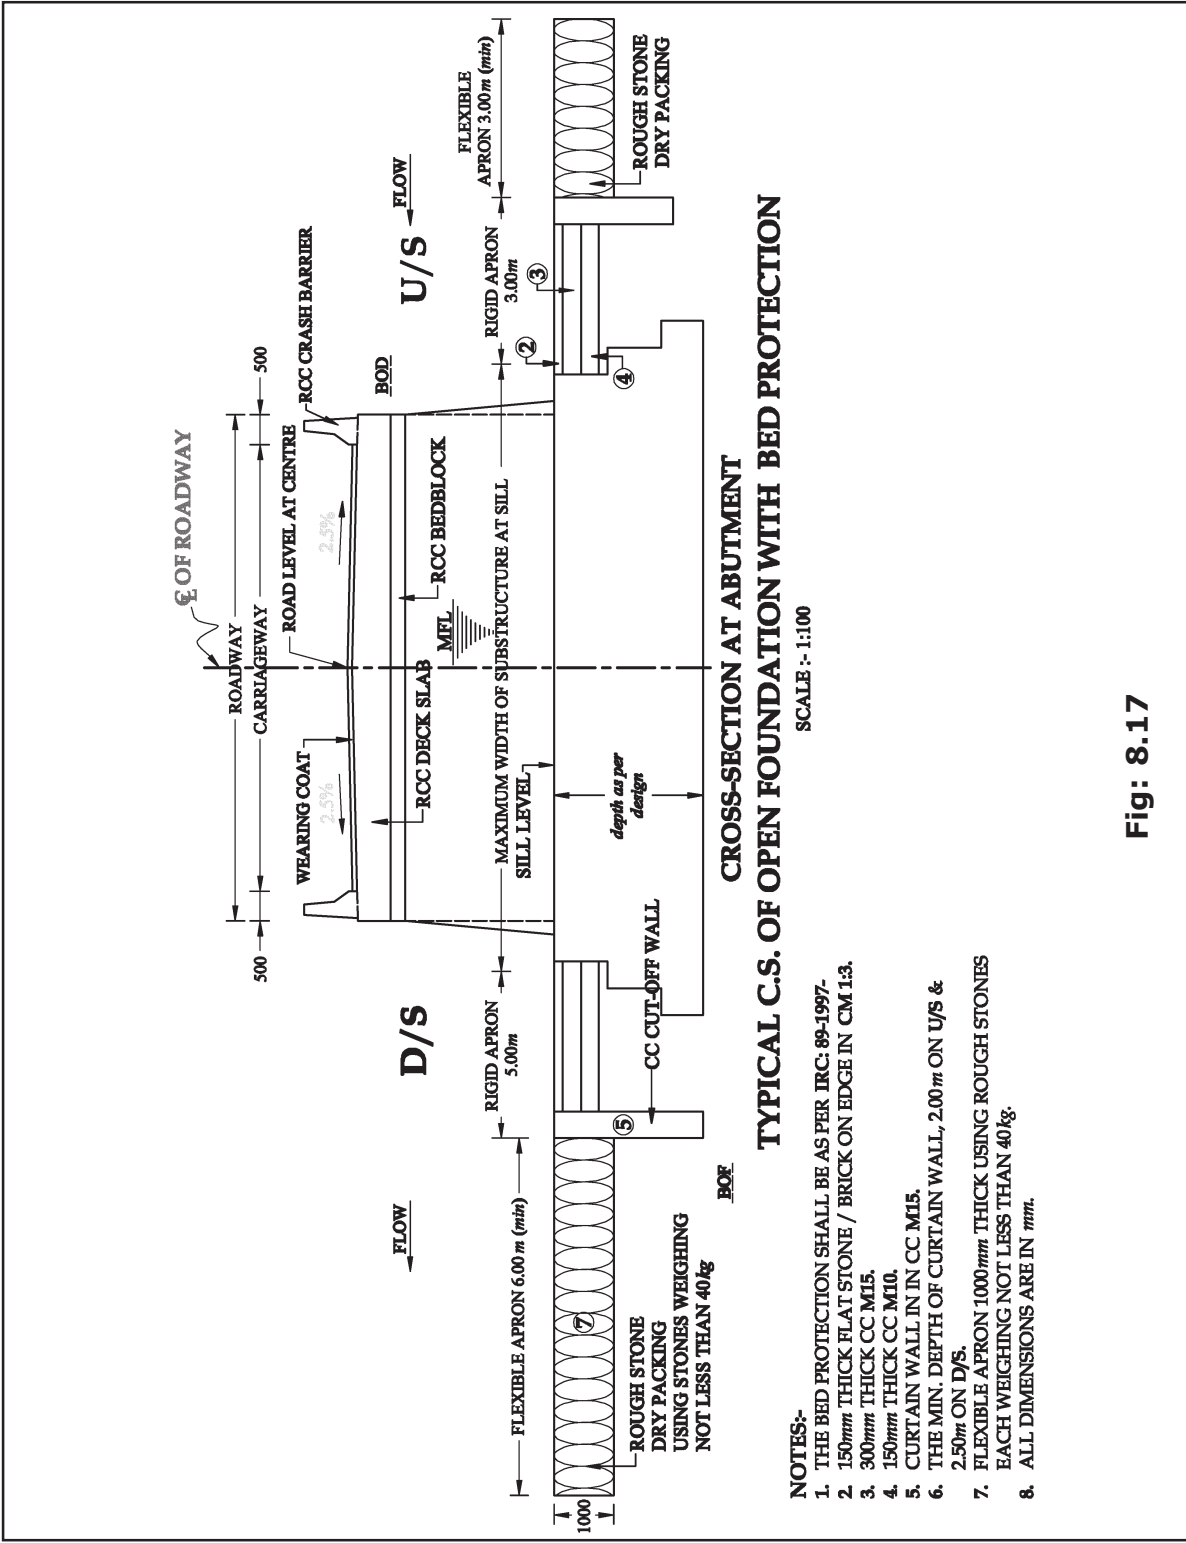 ℄ OF ROADWAY
ROADWAY
500
CARRIAGEWAY
500
WEARING COAT
ROAD LEVEL AT CENTRE
RCC CRASH BARRIER
2.5%
2.5%
D/S
BOD
U/S
FLOW
FLOW
RCC DECK SLAB
MFL
RCC BEDBLOCK
FLEXIBLE APRON 6.00 m (min)
RIGID APRON
5.00m
MAXIMUM WIDTH OF SUBSTRUCTURE AT SILL
RIGID APRON
3.00m
FLEXIBLE
APRON 3.00m (min)
SILL LEVEL
2
3
4
1000
7
5
depth as per
design
ROUGH STONE
DRY PACKING
USING STONES WEIGHING
NOT LESS THAN 40kg
CC CUT-OFF WALL
ROUGH STONE
DRY PACKING
BOF
CROSS-SECTION AT ABUTMENT
TYPICAL C.S. OF OPEN FOUNDATION WITH BED PROTECTION
SCALE :- 1:100
NOTES:-
1. THE BED PROTECTION SHALL BE AS PER IRC: 89-1997-
2. 150mm THICK FLAT STONE / BRICK ON EDGE IN CM 1:3.
3. 300mm THICK CC M15.
4. 150mm THICK CC M10.
5. CURTAIN WALL IN IN CC M15.
6. THE MIN. DEPTH OF CURTAIN WALL, 2.00m ON U/S &
2.50m ON D/S.
7. FLEXIBLE APRON 1000mm THICK USING ROUGH STONES
EACH WEIGHING NOT LESS THAN 40kg.
8. ALL DIMENSIONS ARE IN mm.
Fig: 8.17